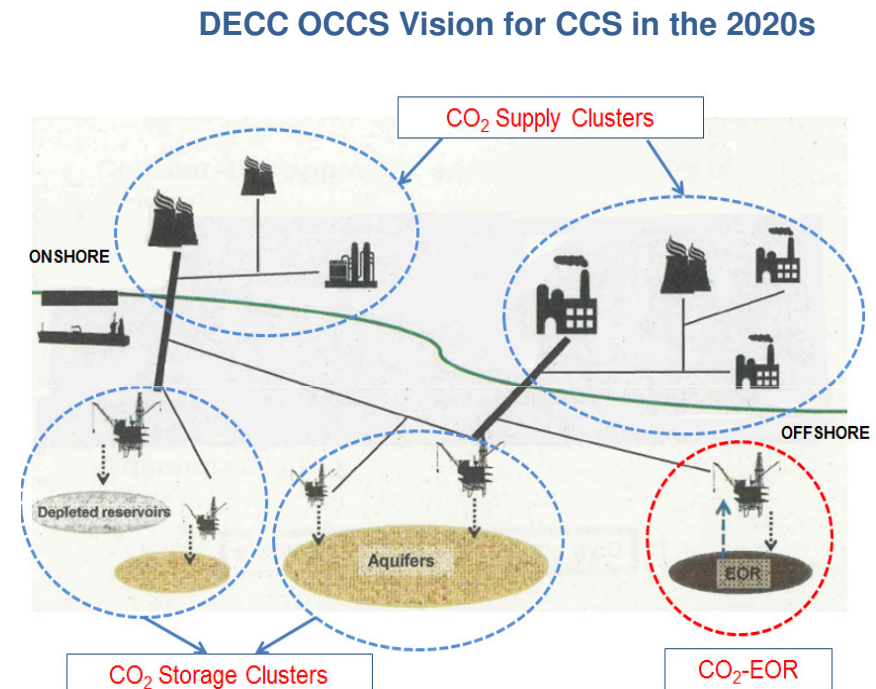 DECC OCCS Vision for CCS in the 2020s
CO₂ Supply Clusters
ONSHORE
OFFSHORE
Depleted reservoirs
Aquifers
EOR
CO₂ Storage Clusters
CO₂-EOR